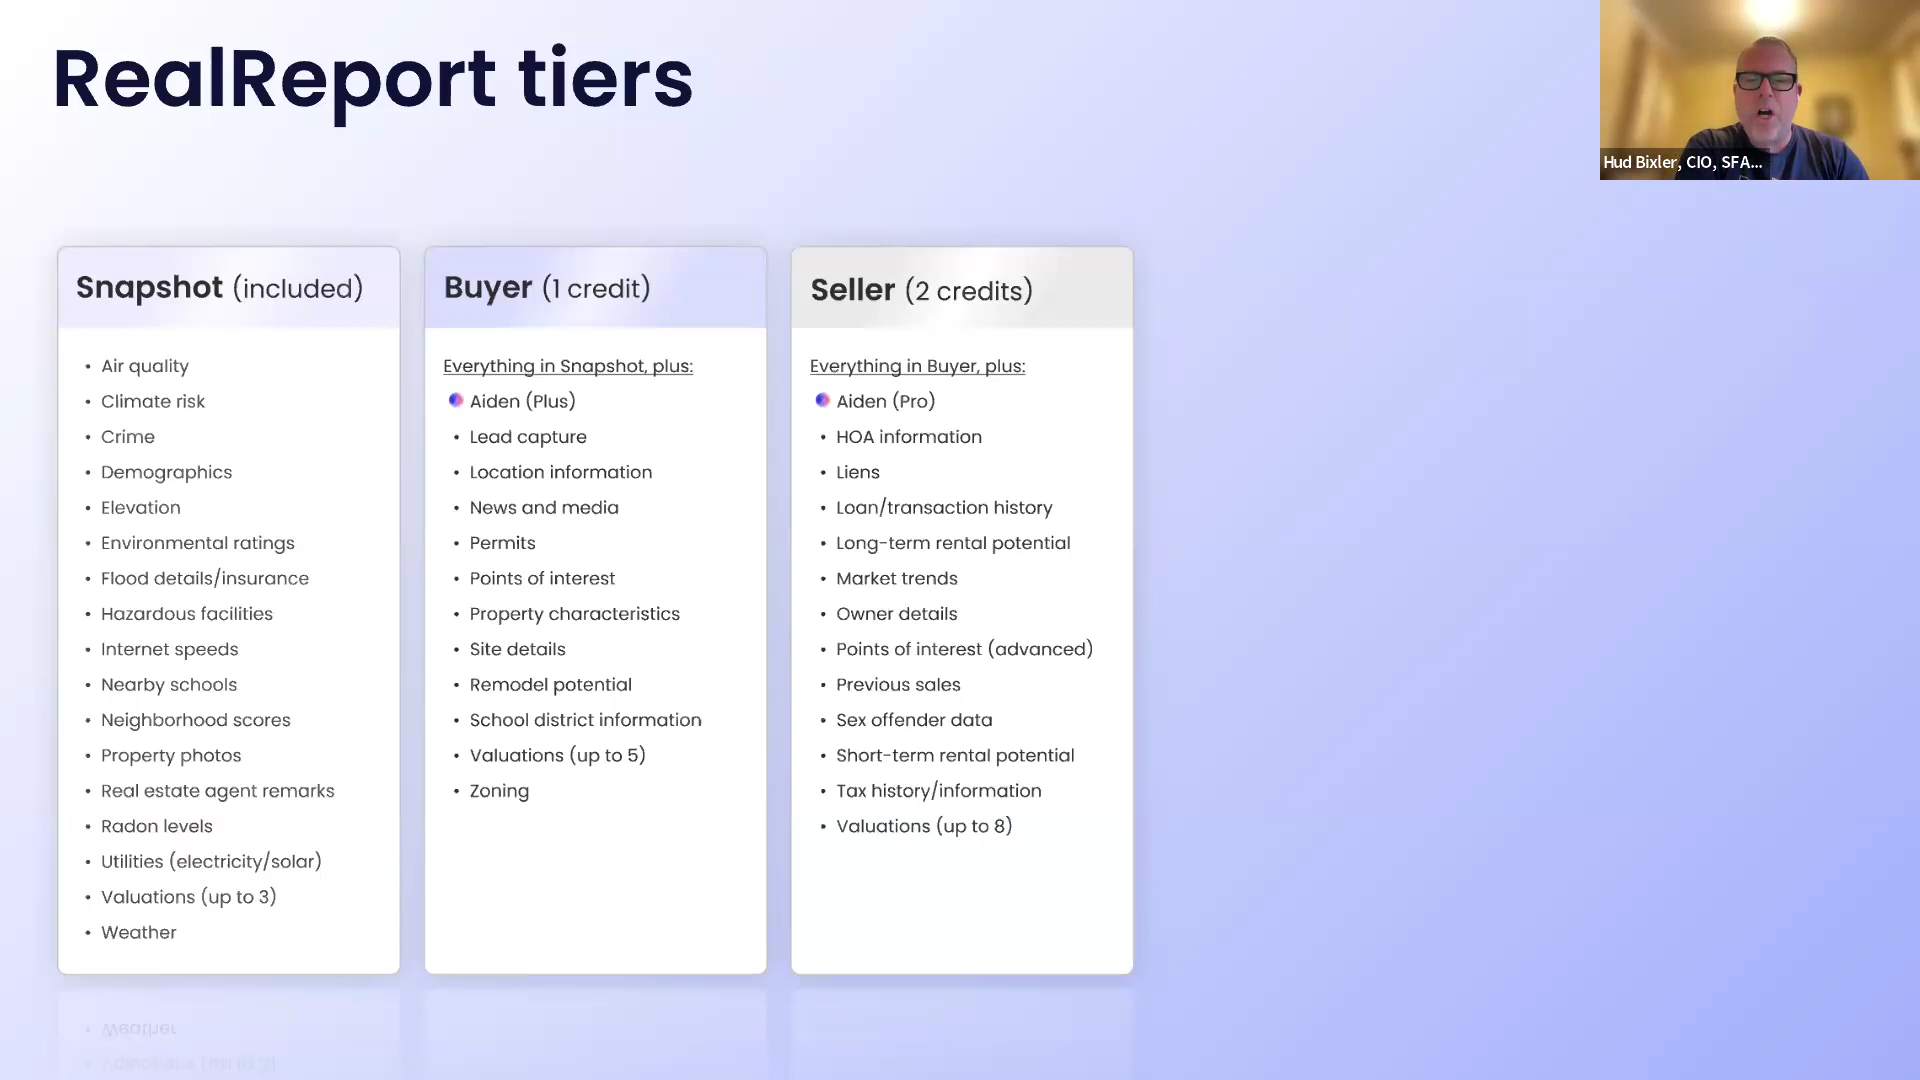 RealReport tiers
Hud Bixler, CIO, SFA...
Snapshot (included)
• Air quality
• Climate risk
• Crime
• Demographics
• Elevation
• Environmental ratings
• Flood details/insurance
• Hazardous facilities
• Internet speeds
• Nearby schools
• Neighborhood scores
• Property photos
• Real estate agent remarks
• Radon levels
• Utilities (electricity/solar)
• Valuations (up to 3)
• Weather
Buyer (1 credit)
Everything in Snapshot, plus:
Aiden (Plus)
• Lead capture
• Location information
• News and media
• Permits
• Points of interest
• Property characteristics
• Site details
• Remodel potential
• School district information
• Valuations (up to 5)
• Zoning
Seller (2 credits)
Everything in Buyer, plus:
Aiden (Pro)
• HOA information
• Liens
• Loan/transaction history
• Long-term rental potential
• Market trends
• Owner details
• Points of interest (advanced)
• Previous sales
• Sex offender data
• Short-term rental potential
• Tax history/information
• Valuations (up to 8)